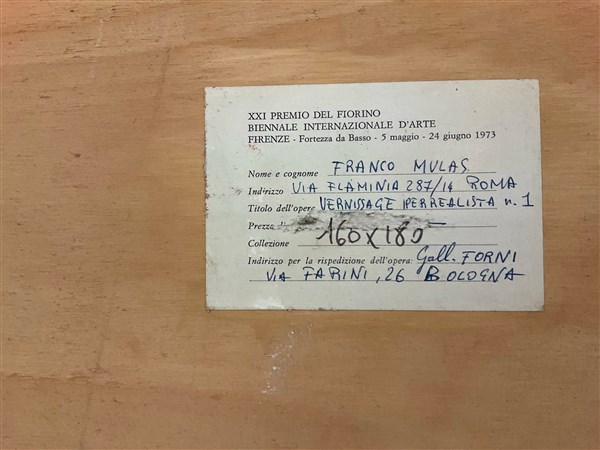 XXI PREMIO DEL FIORINO
BIENNALE INTERNAZIONALE D'ARTE
FIRENZE - Fortezza da Basso - 5 maggio - 24 giugno 1973
Nome e cognome FRANCO MULAS
Indirizzo VIA FLAMINIA 287/14 ROMA
Titolo dell'opera VERNISSAGE IPERREALISTA n. 1
Prezzo
Collezione 160 X 180
Indirizzo per la rispedizione dell'opera: Gall. FORNI
VIA FARINI, 26 BOLOGNA